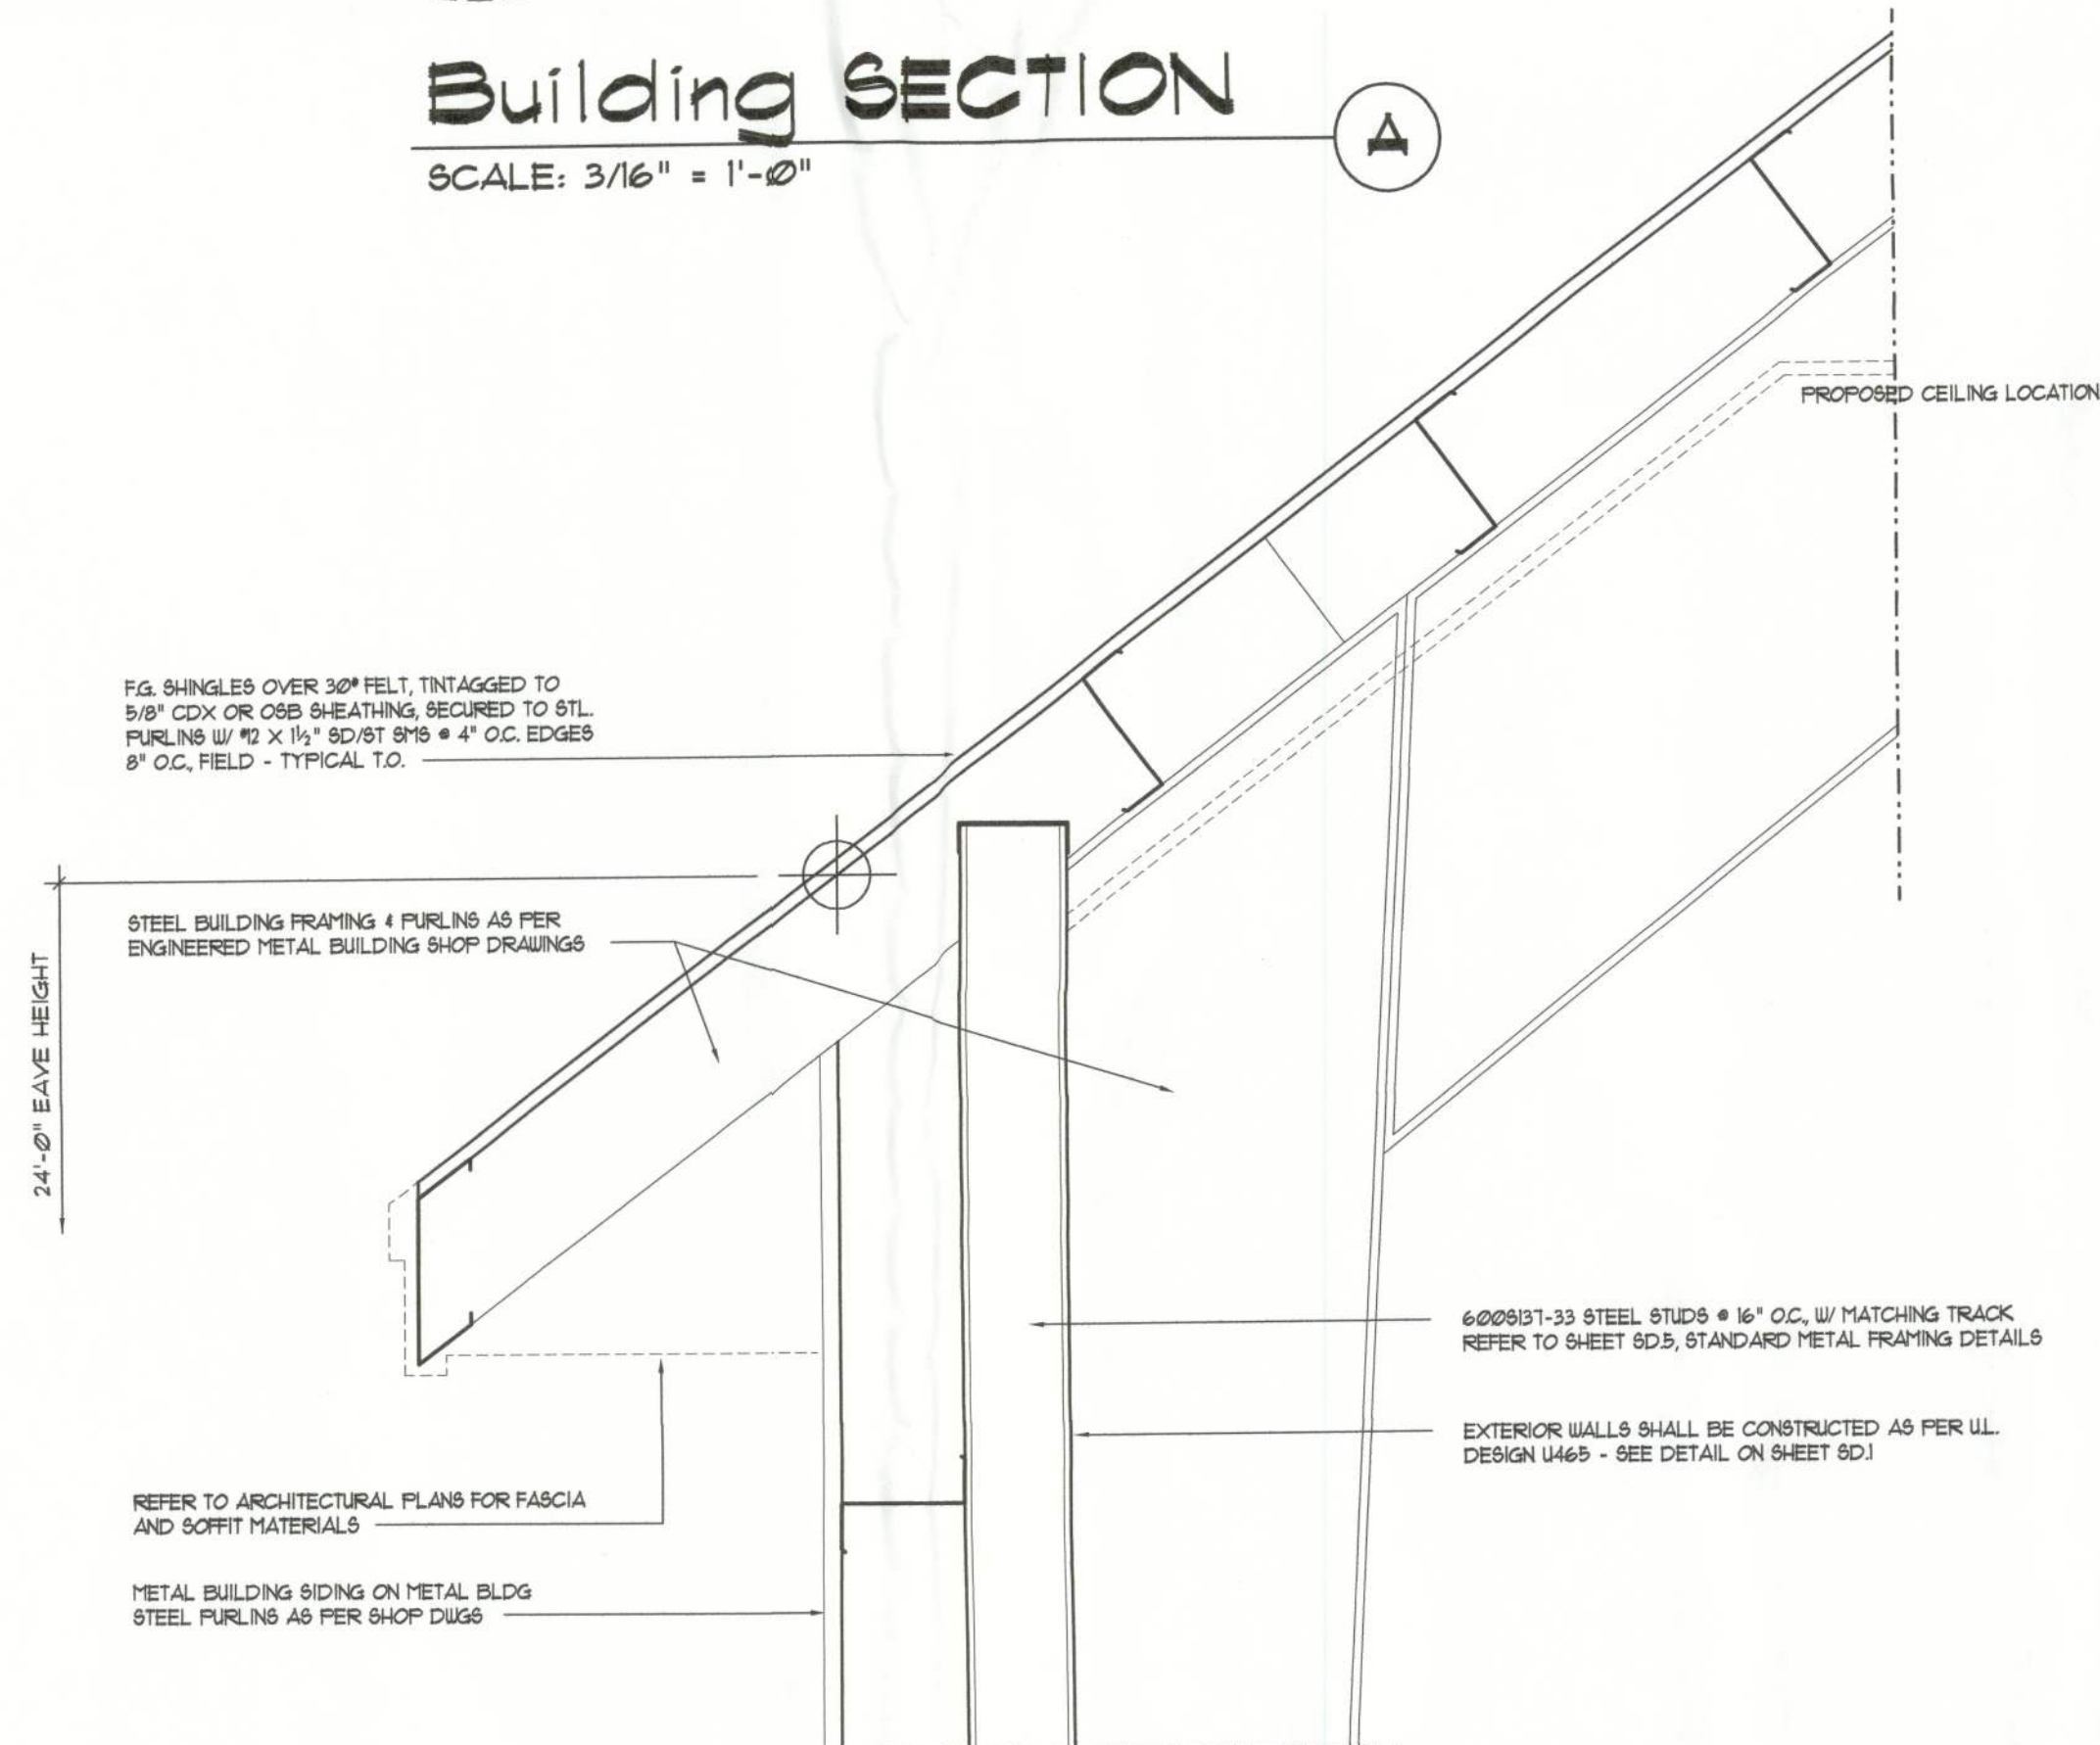 Building SECTION
A
SCALE: 3/16" = 1'-0"
PROPOSED CEILING LOCATION
F.G. SHINGLES OVER 30# FELT, TINTAGGED TO
5/8" CDX OR OSB SHEATHING, SECURED TO STL.
PURLINS W/ #12 X 1½" SD/ST SMS @ 4" O.C. EDGES
8" O.C., FIELD - TYPICAL T.O.
STEEL BUILDING FRAMING & PURLINS AS PER
ENGINEERED METAL BUILDING SHOP DRAWINGS
24'-0" EAVE HEIGHT
600S137-33 STEEL STUDS @ 16" O.C., W/ MATCHING TRACK
REFER TO SHEET SD.5, STANDARD METAL FRAMING DETAILS
EXTERIOR WALLS SHALL BE CONSTRUCTED AS PER U.L.
DESIGN U465 - SEE DETAIL ON SHEET SD.1
REFER TO ARCHITECTURAL PLANS FOR FASCIA
AND SOFFIT MATERIALS
METAL BUILDING SIDING ON METAL BLDG
STEEL PURLINS AS PER SHOP DWGS